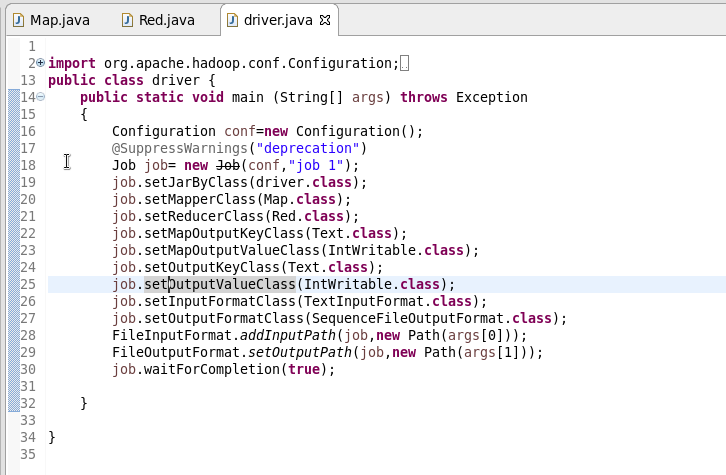 Map.java Red.java driver.java
1
2 import org.apache.hadoop.conf.Configuration;
13 public class driver {
14 public static void main (String[] args) throws Exception
15 {
16 Configuration conf=new Configuration();
17 @SuppressWarnings("deprecation")
18 Job job= new Job(conf,"job 1");
19 job.setJarByClass(driver.class);
20 job.setMapperClass(Map.class);
21 job.setReducerClass(Red.class);
22 job.setMapOutputKeyClass(Text.class);
23 job.setMapOutputValueClass(IntWritable.class);
24 job.setOutputKeyClass(Text.class);
25 job.setOutputValueClass(IntWritable.class);
26 job.setInputFormatClass(TextInputFormat.class);
27 job.setOutputFormatClass(SequenceFileOutputFormat.class);
28 FileInputFormat.addInputPath(job,new Path(args[0]));
29 FileOutputFormat.setOutputPath(job,new Path(args[1]));
30 job.waitForCompletion(true);
31
32 }
33
34 }
35